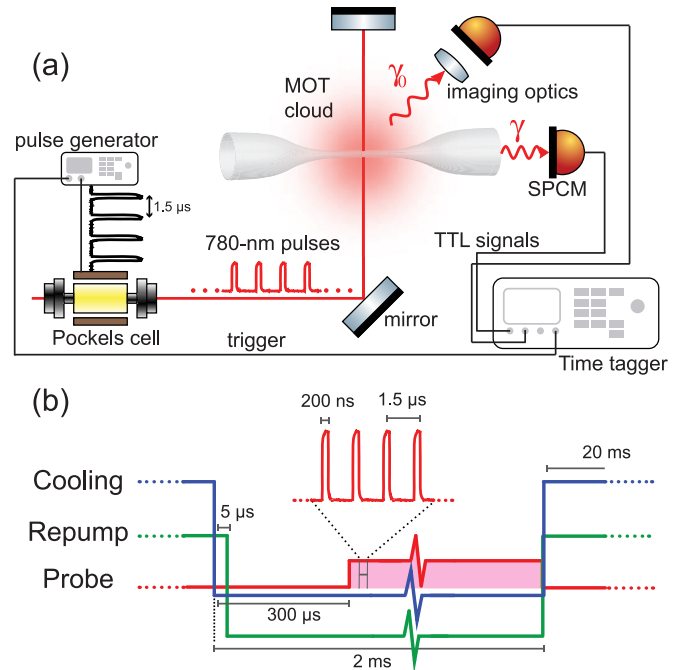 (a)
MOT
cloud
γ₀
imaging optics
pulse generator
γ
SPCM
1.5 µs
TTL signals
780-nm pulses
Pockels cell
trigger
mirror
Time tagger
(b)
200 ns
1.5 µs
20 ms
Cooling
5 µs
Repump
Probe
300 µs
2 ms